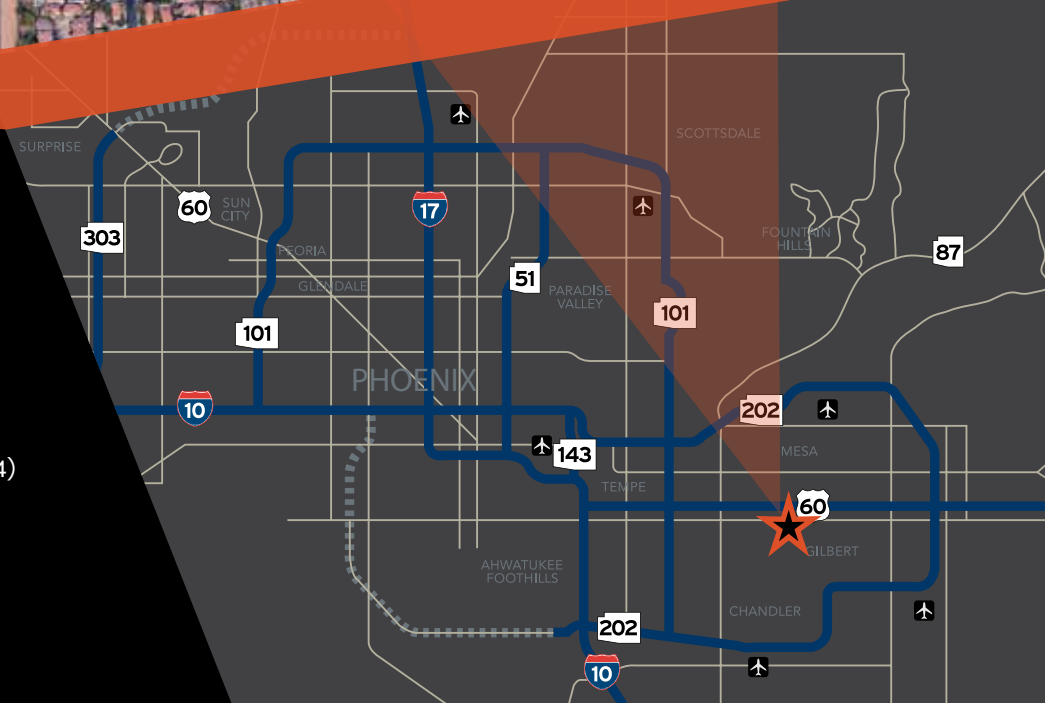 SCOTTSDALE
SURPRISE
60
SUN
CITY
17
303
FOUNTAIN
HILLS
PEORIA
87
51
GLENDALE
PARADISE
VALLEY
101
101
PHOENIX
10
202
143
MESA
4)
TEMPE
60
GILBERT
AHWATUKEE
FOOTHILLS
CHANDLER
202
10